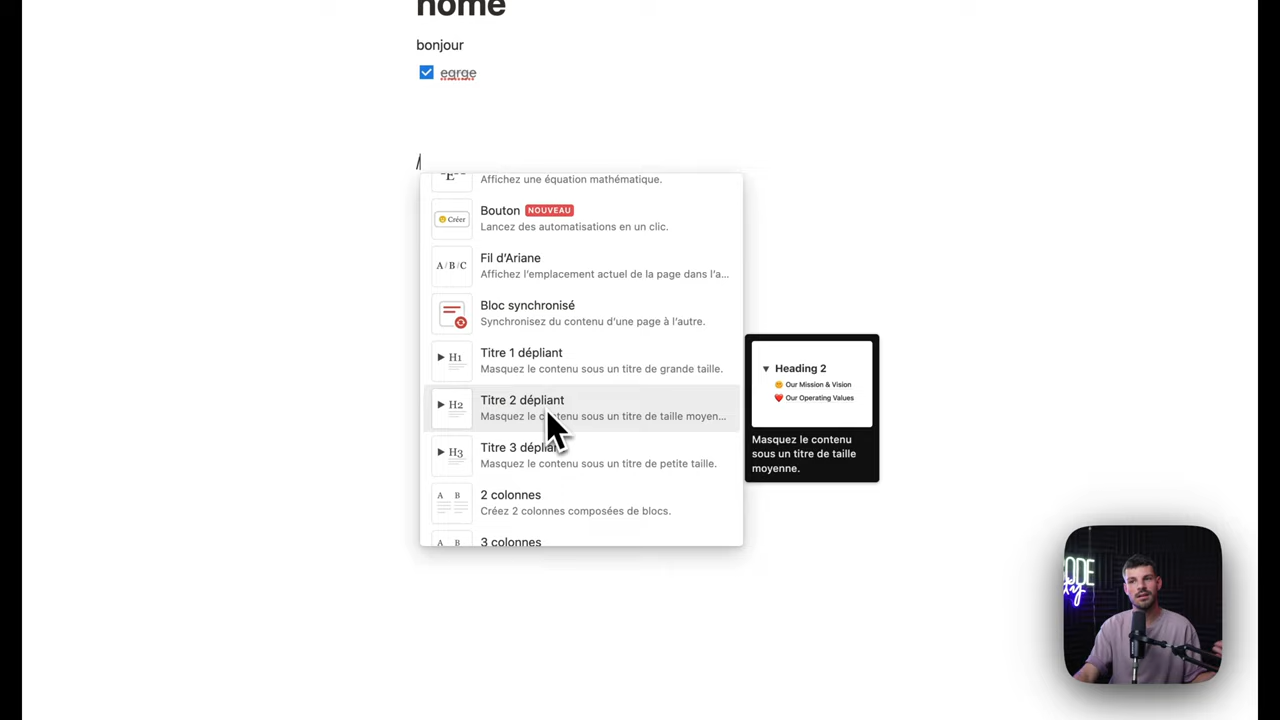 home
bonjour
earge
/
Affichez une équation mathématique.
Créer
Bouton NOUVEAU
Lancez des automatisations en un clic.
A / B / C
Fil d'Ariane
Affichez l'emplacement actuel de la page dans l'a...
Bloc synchronisé
Synchronisez du contenu d'une page à l'autre.
H1
Titre 1 dépliant
Masquez le contenu sous un titre de grande taille.
H2
Titre 2 dépliant
Masquez le contenu sous un titre de taille moyen...
H3
Titre 3 dépliant
Masquez le contenu sous un titre de petite taille.
A B
2 colonnes
Créez 2 colonnes composées de blocs.
A B
3 colonnes
Heading 2
Our Mission & Vision
Our Operating Values
Masquez le contenu
sous un titre de taille
moyenne.